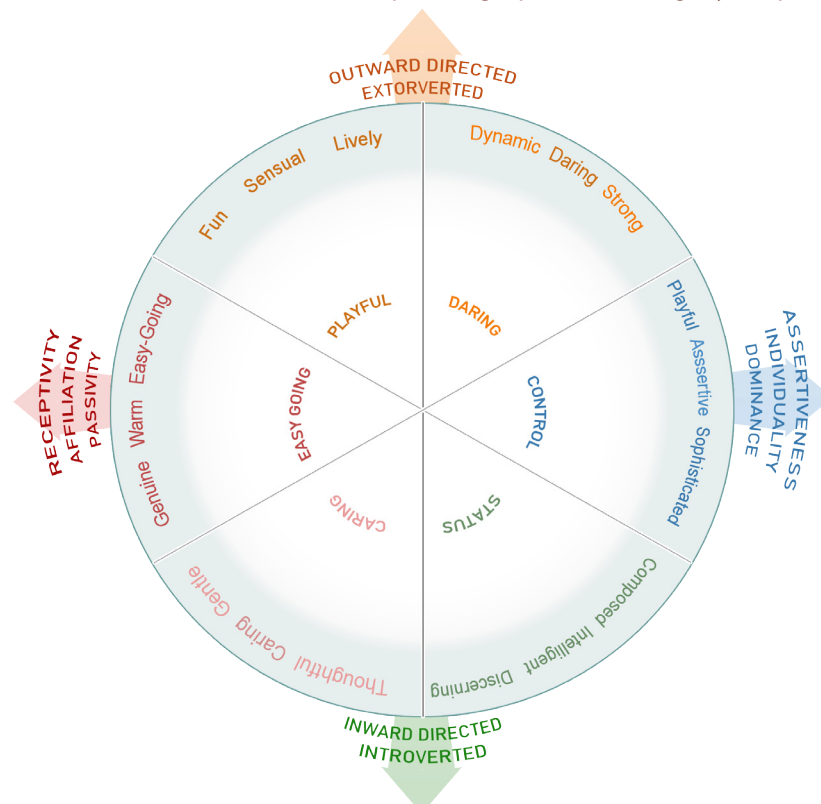 OUTWARD DIRECTED
EXTORVERTED
Dynamic Daring Strong
Playful Asssertive Sophisticated
ASSERTIVENESS
INDIVIDUALITY
DOMINANCE
Composed Intelligent Discerning
INWARD DIRECTED
INTROVERTED
Thoughtful Caring Gentle
Genuine Warm Easy-Going
RECEPTIVITY
AFFILIATION
PASSIVITY
Fun Sensual Lively
PLAYFUL
DARING
CONTROL
STATUS
CARING
EASY GOING